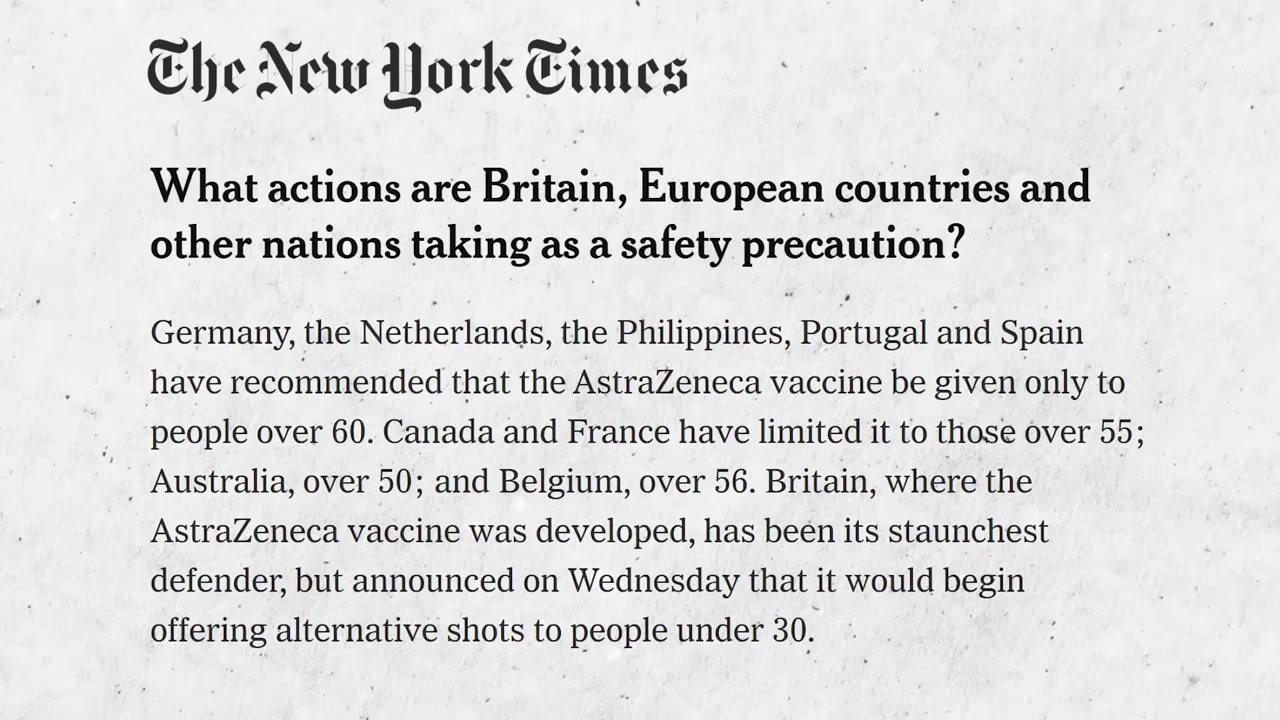 The New York Times
What actions are Britain, European countries and
other nations taking as a safety precaution?
Germany, the Netherlands, the Philippines, Portugal and Spain
have recommended that the AstraZeneca vaccine be given only to
people over 60. Canada and France have limited it to those over 55;
Australia, over 50; and Belgium, over 56. Britain, where the
AstraZeneca vaccine was developed, has been its staunchest
defender, but announced on Wednesday that it would begin
offering alternative shots to people under 30.